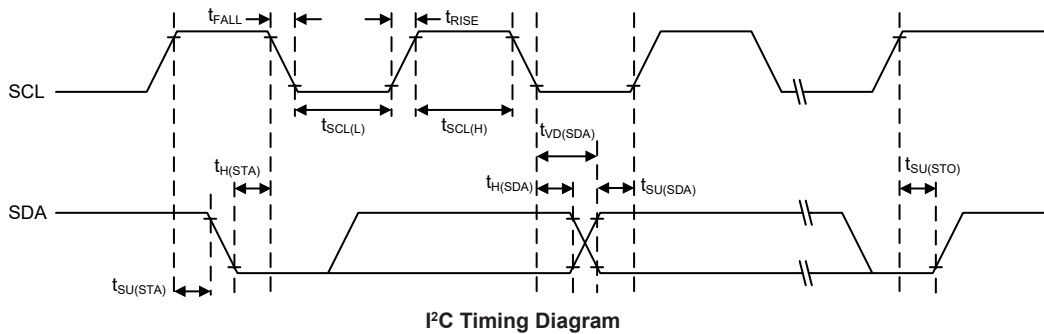 tFALL
tRISE
SCL
tSCL(L)
tSCL(H)
tVD(SDA)
tH(STA)
tH(SDA)
tSU(SDA)
tSU(STO)
SDA
tSU(STA)
I²C Timing Diagram